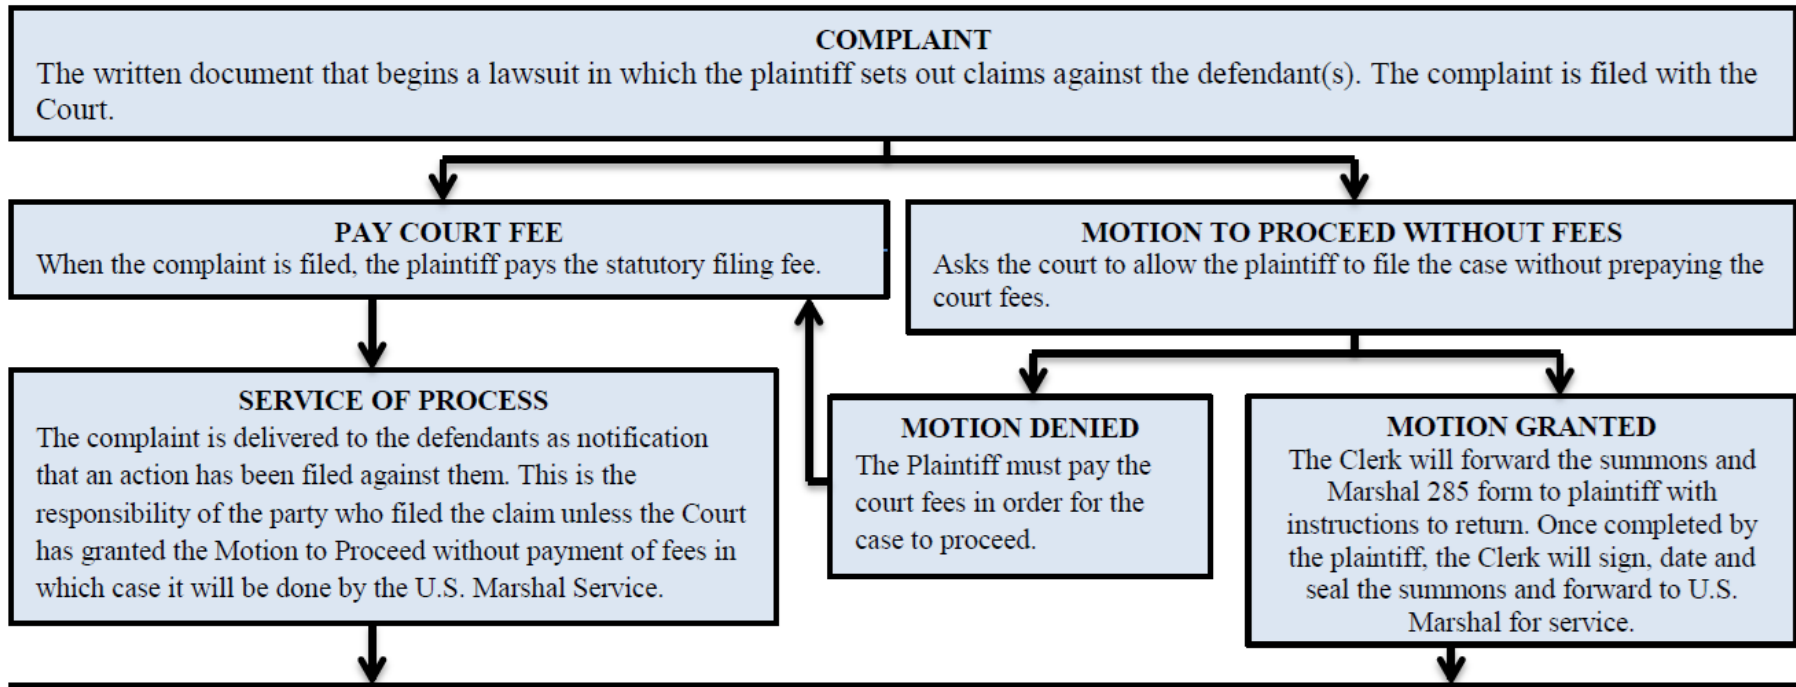 COMPLAINT
The written document that begins a lawsuit in which the plaintiff sets out claims against the defendant(s). The complaint is filed with the
Court.
PAY COURT FEE
When the complaint is filed, the plaintiff pays the statutory filing fee.
MOTION TO PROCEED WITHOUT FEES
Asks the court to allow the plaintiff to file the case without prepaying the
court fees.
SERVICE OF PROCESS
The complaint is delivered to the defendants as notification
that an action has been filed against them. This is the
responsibility of the party who filed the claim unless the Court
has granted the Motion to Proceed without payment of fees in
which case it will be done by the U.S. Marshal Service.
MOTION DENIED
The Plaintiff must pay the
court fees in order for the
case to proceed.
MOTION GRANTED
The Clerk will forward the summons and
Marshal 285 form to plaintiff with
instructions to return. Once completed by
the plaintiff, the Clerk will sign, date and
seal the summons and forward to U.S.
Marshal for service.